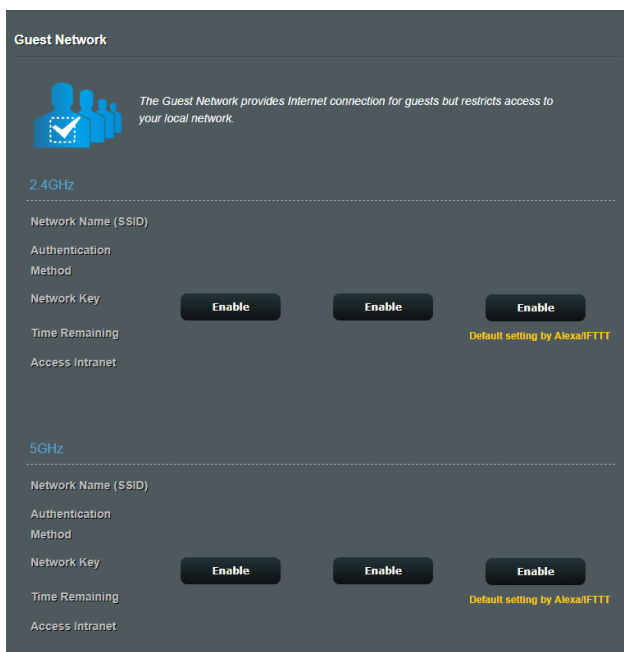 Guest Network
The Guest Network provides Internet connection for guests but restricts access to
your local network.
2.4GHz
Network Name (SSID)
Authentication
Method
Network Key
Enable
Enable
Enable
Time Remaining
Default setting by Alexa/IFTTT
Access Intranet
5GHz
Network Name (SSID)
Authentication
Method
Network Key
Enable
Enable
Enable
Time Remaining
Default setting by Alexa/IFTTT
Access Intranet